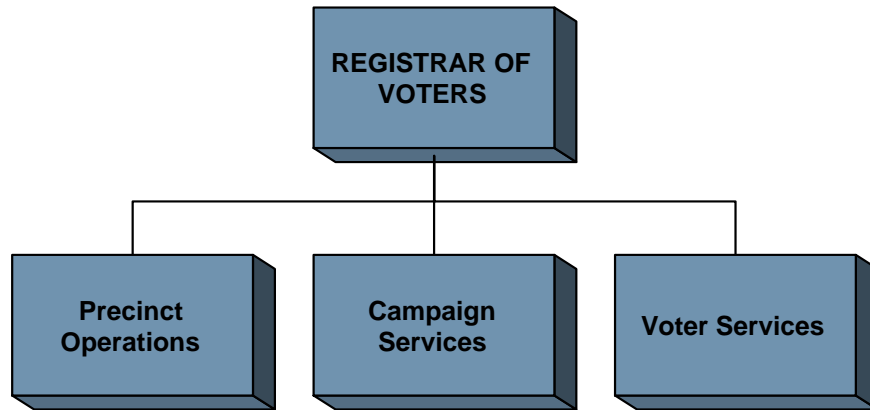 REGISTRAR OF
VOTERS
Precinct
Operations
Campaign
Services
Voter Services